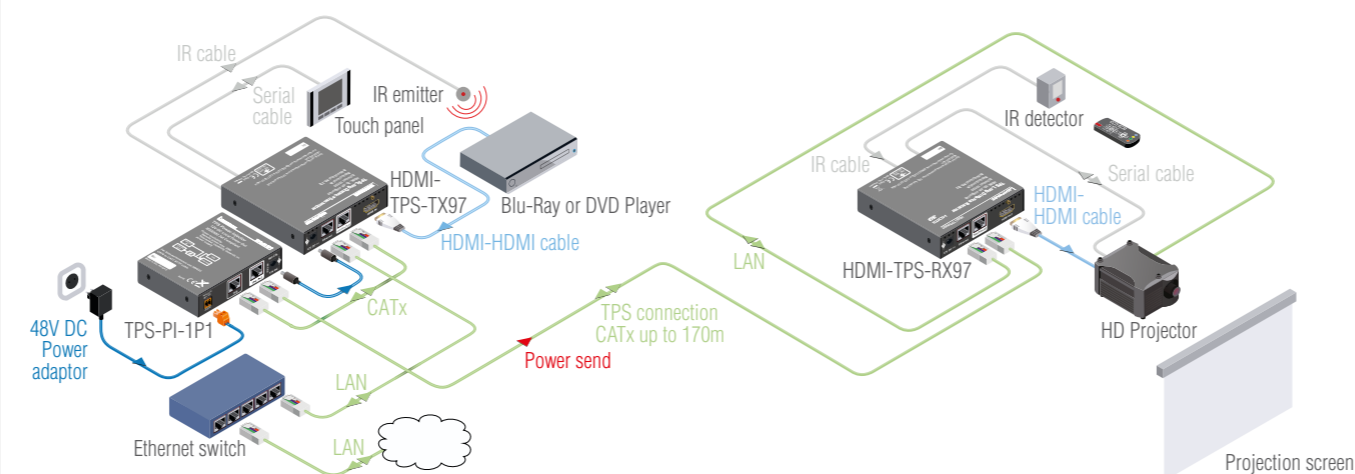 IR cable
Serial
cable
IR emitter
Touch panel
HDMI-
TPS-TX97
Blu-Ray or DVD Player
HDMI-HDMI cable
CATx
TPS-PI-1P1
48V DC
Power
adaptor
LAN
Ethernet switch
LAN
Power send
TPS connection
CATx up to 170m
LAN
IR cable
IR detector
Serial cable
HDMI-
HDMI cable
HDMI-TPS-RX97
HD Projector
Projection screen